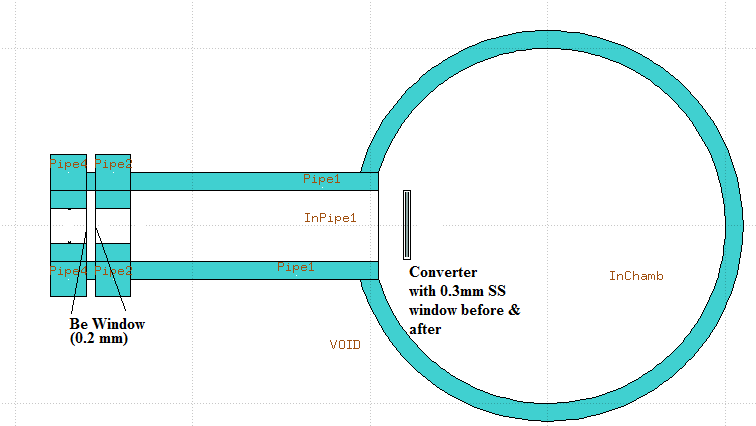 Pipe4
Pipe2
Pipe1
InPipe1
Pipe4
Pipe2
Pipe1
Converter
with 0.3mm SS
window before &
after
InChamb
Be Window
(0.2 mm)
VOID